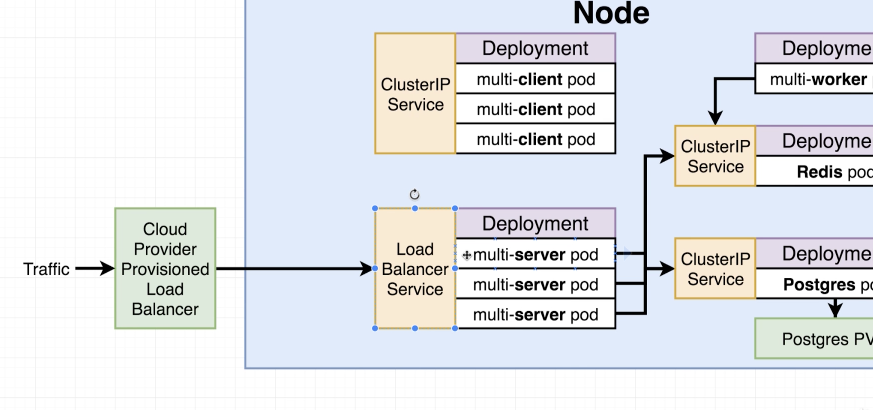 Node
Deployment
ClusterIP
Service
multi-client pod
multi-client pod
multi-client pod
Deployme
multi-worker
ClusterIP
Service
Deployme
Redis pod
Traffic
Cloud
Provider
Provisioned
Load
Balancer
Load
Balancer
Service
Deployment
multi-server pod
multi-server pod
multi-server pod
ClusterIP
Service
Deployme
Postgres po
Postgres PV